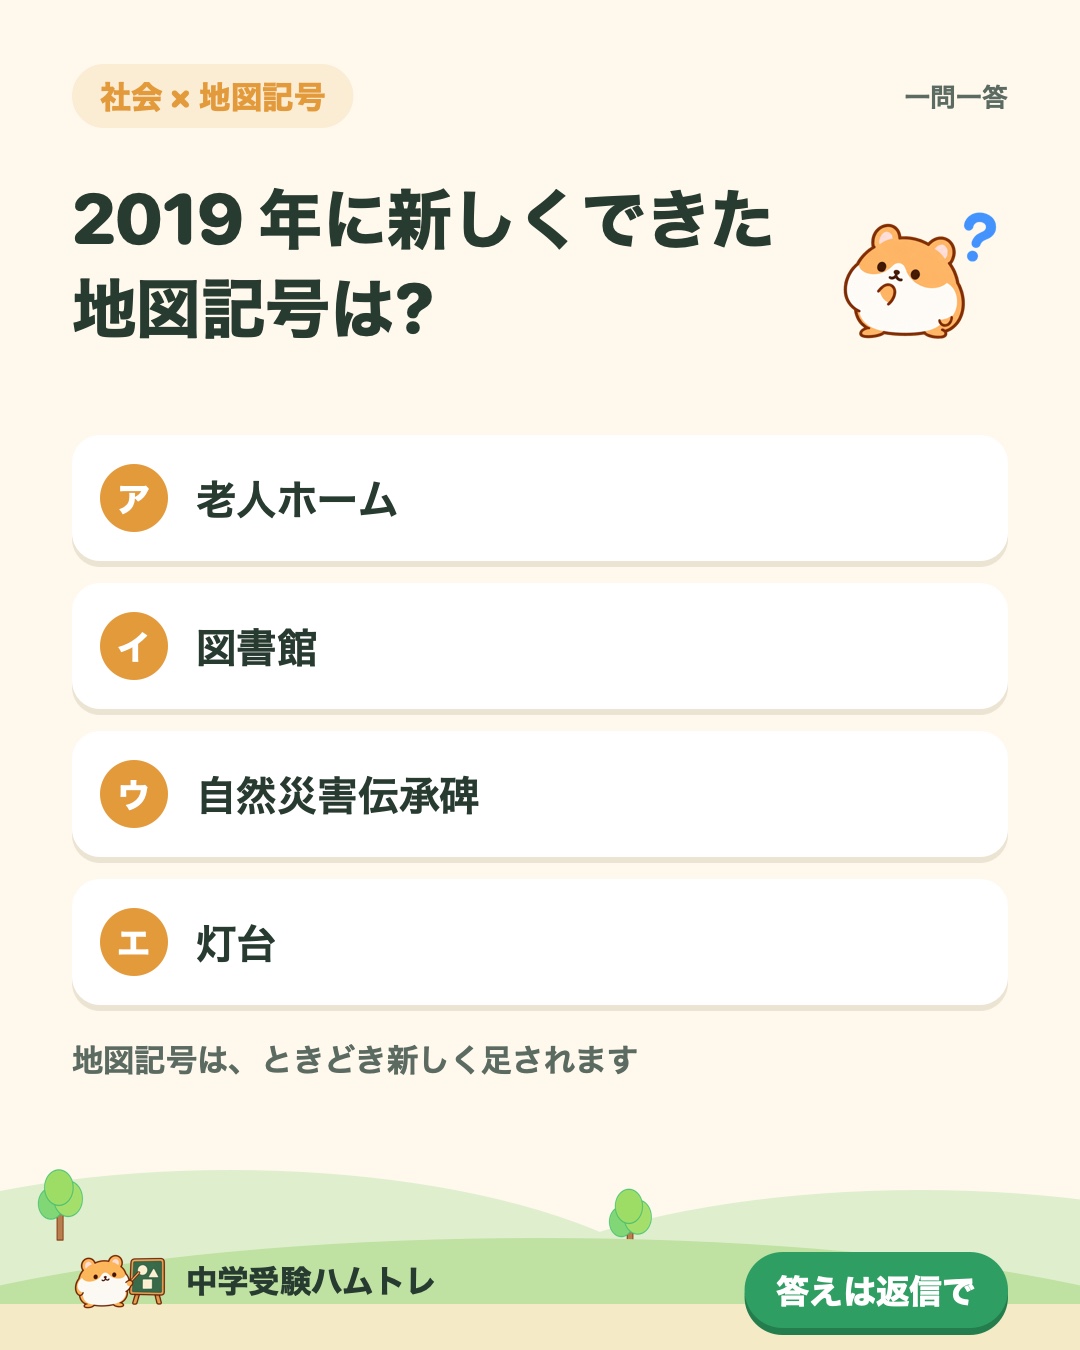 社会 × 地図記号
一問一答
2019 年に新しくできた
地図記号は?
?
ア 老人ホーム
イ 図書館
ウ 自然災害伝承碑
エ 灯台
地図記号は、ときどき新しく足されます
中学受験ハムトレ
答えは返信で